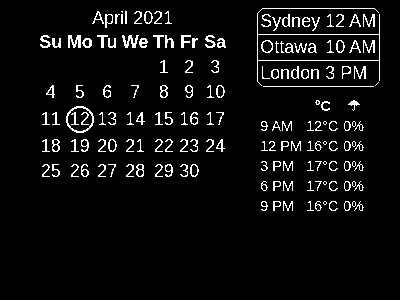 April 2021
Su Mo Tu We Th Fr Sa
1 2 3
4 5 6 7 8 9 10
11 12 13 14 15 16 17
18 19 20 21 22 23 24
25 26 27 28 29 30
Sydney 12 AM
Ottawa 10 AM
London 3 PM
°C ☂
9 AM 12°C 0%
12 PM 16°C 0%
3 PM 17°C 0%
6 PM 17°C 0%
9 PM 16°C 0%